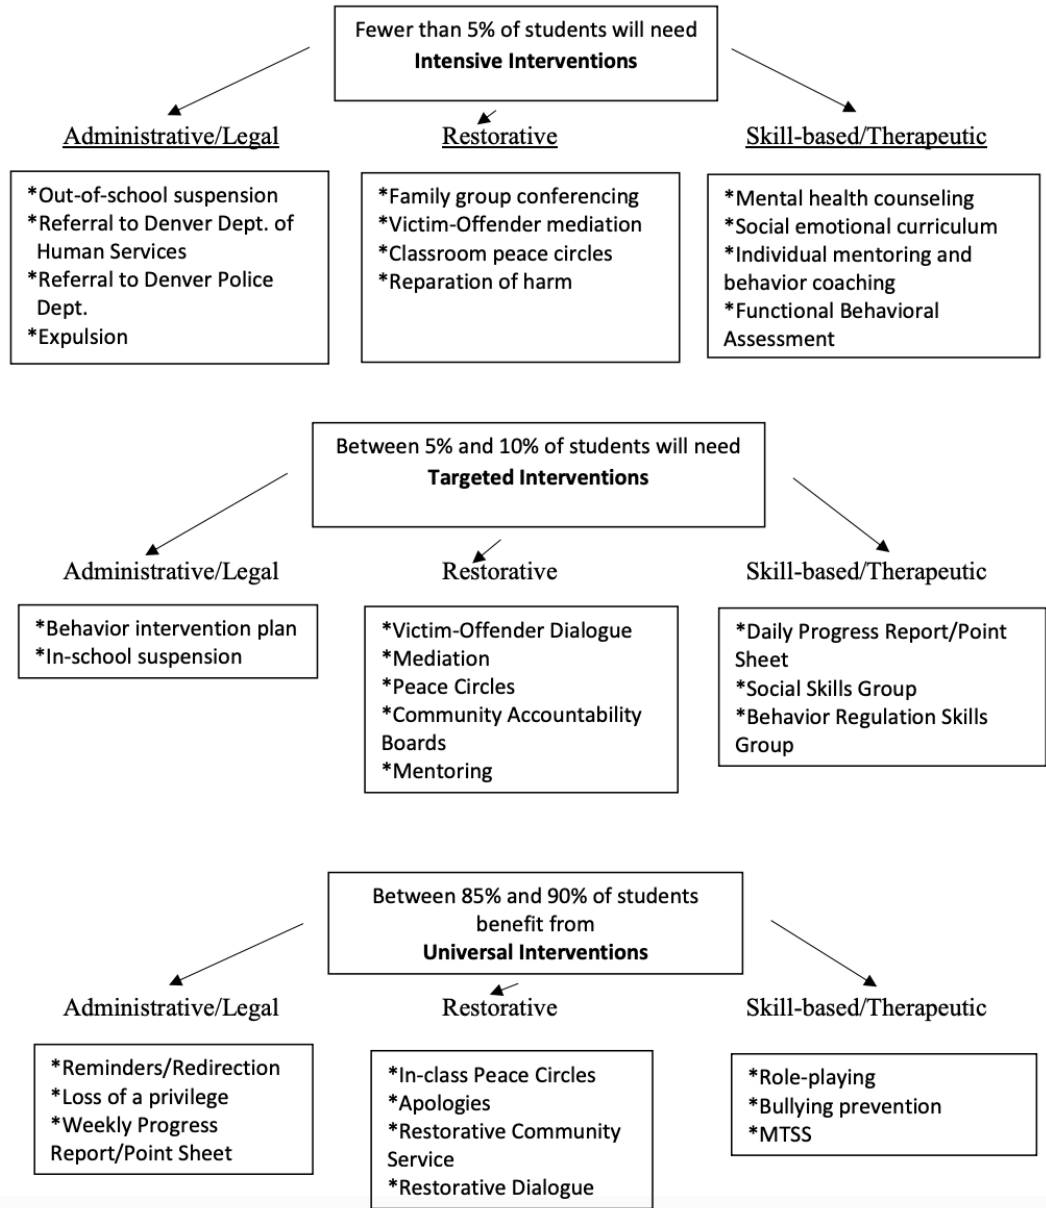 Fewer than 5% of students will need
Intensive Interventions
Administrative/Legal
*Out-of-school suspension
*Referral to Denver Dept. of
Human Services
*Referral to Denver Police
Dept.
*Expulsion
Restorative
*Family group conferencing
*Victim-Offender mediation
*Classroom peace circles
*Reparation of harm
Skill-based/Therapeutic
*Mental health counseling
*Social emotional curriculum
*Individual mentoring and
behavior coaching
*Functional Behavioral
Assessment
Between 5% and 10% of students will need
Targeted Interventions
Administrative/Legal
*Behavior intervention plan
*In-school suspension
Restorative
*Victim-Offender Dialogue
*Mediation
*Peace Circles
*Community Accountability
Boards
*Mentoring
Skill-based/Therapeutic
*Daily Progress Report/Point
Sheet
*Social Skills Group
*Behavior Regulation Skills
Group
Between 85% and 90% of students
benefit from
Universal Interventions
Administrative/Legal
*Reminders/Redirection
*Loss of a privilege
*Weekly Progress
Report/Point Sheet
Restorative
*In-class Peace Circles
*Apologies
*Restorative Community
Service
*Restorative Dialogue
Skill-based/Therapeutic
*Role-playing
*Bullying prevention
*MTSS